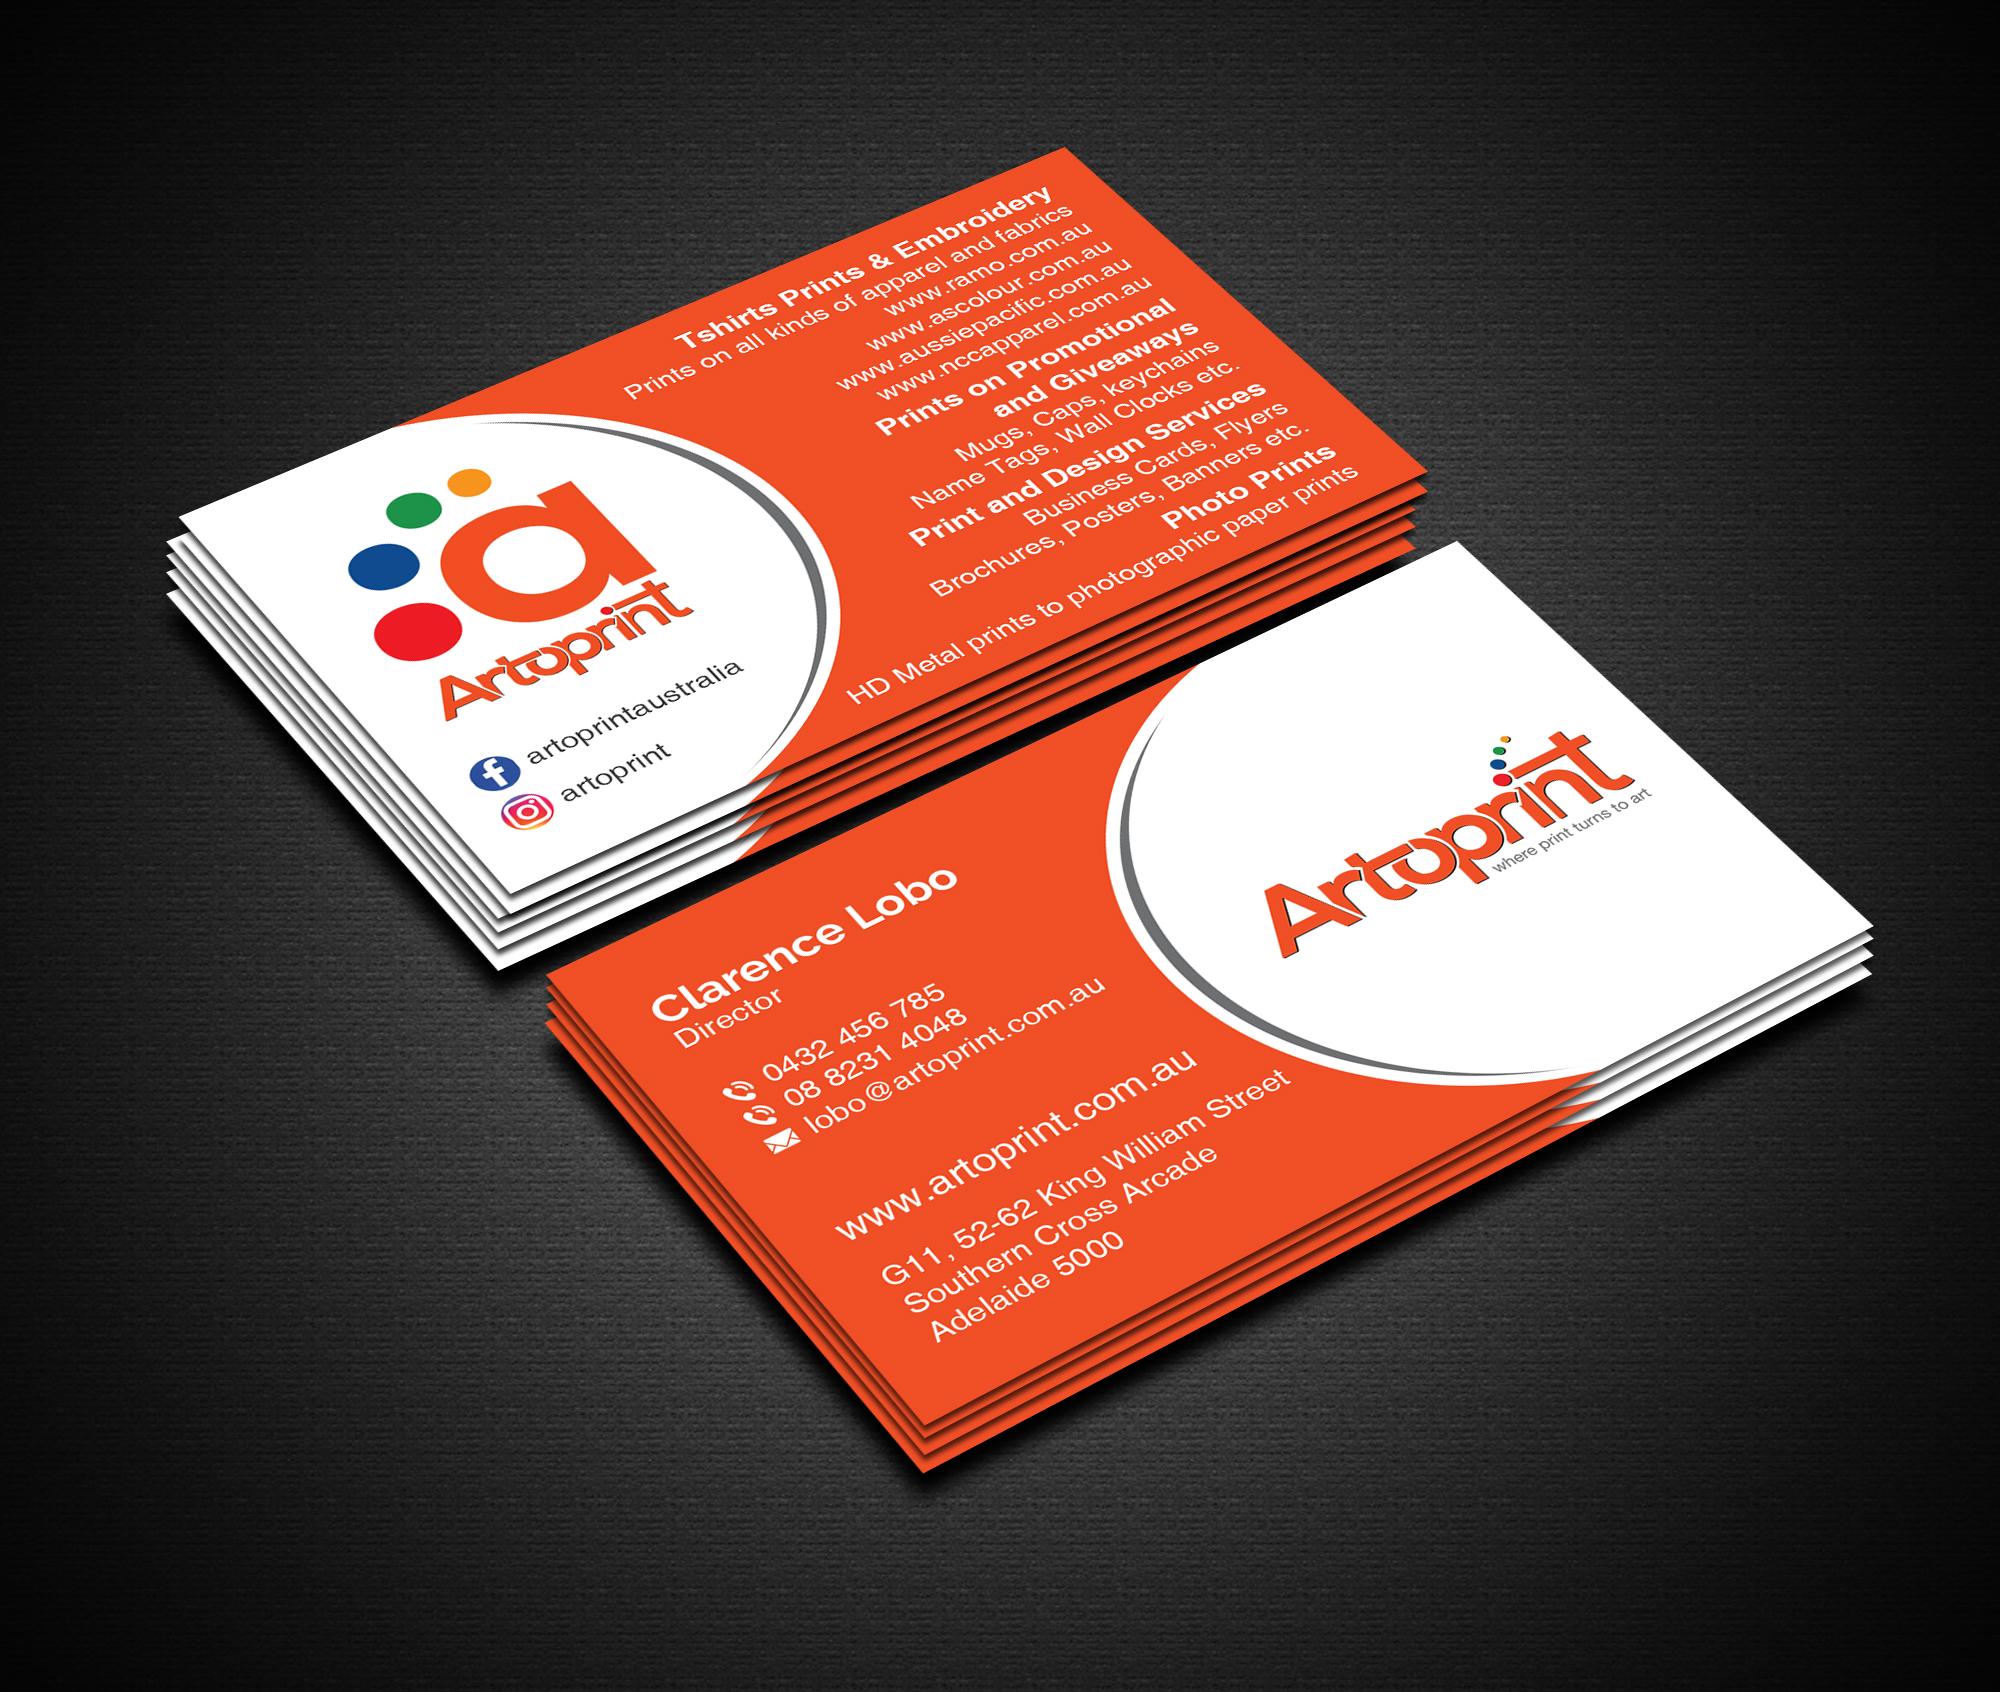 Tshirts Prints & Embroidery
Prints on all kinds of apparel and fabrics
www.ramo.com.au
www.ascolour.com.au
www.aussiepacific.com.au
www.nccapparel.com.au
Prints on Promotional
and Giveaways
Mugs, Caps, keychains
Name Tags, Wall Clocks etc.
Print and Design Services
Business Cards, Flyers
Brochures, Posters, Banners etc.
Photo Prints
HD Metal prints to photographic paper prints
a
Artoprint
artoprintaustralia
artoprint
Artoprint
where print turns to art
Clarence Lobo
Director
0432 456 785
08 8231 4048
lobo@artoprint.com.au
www.artoprint.com.au
G11, 52-62 King William Street
Southern Cross Arcade
Adelaide 5000